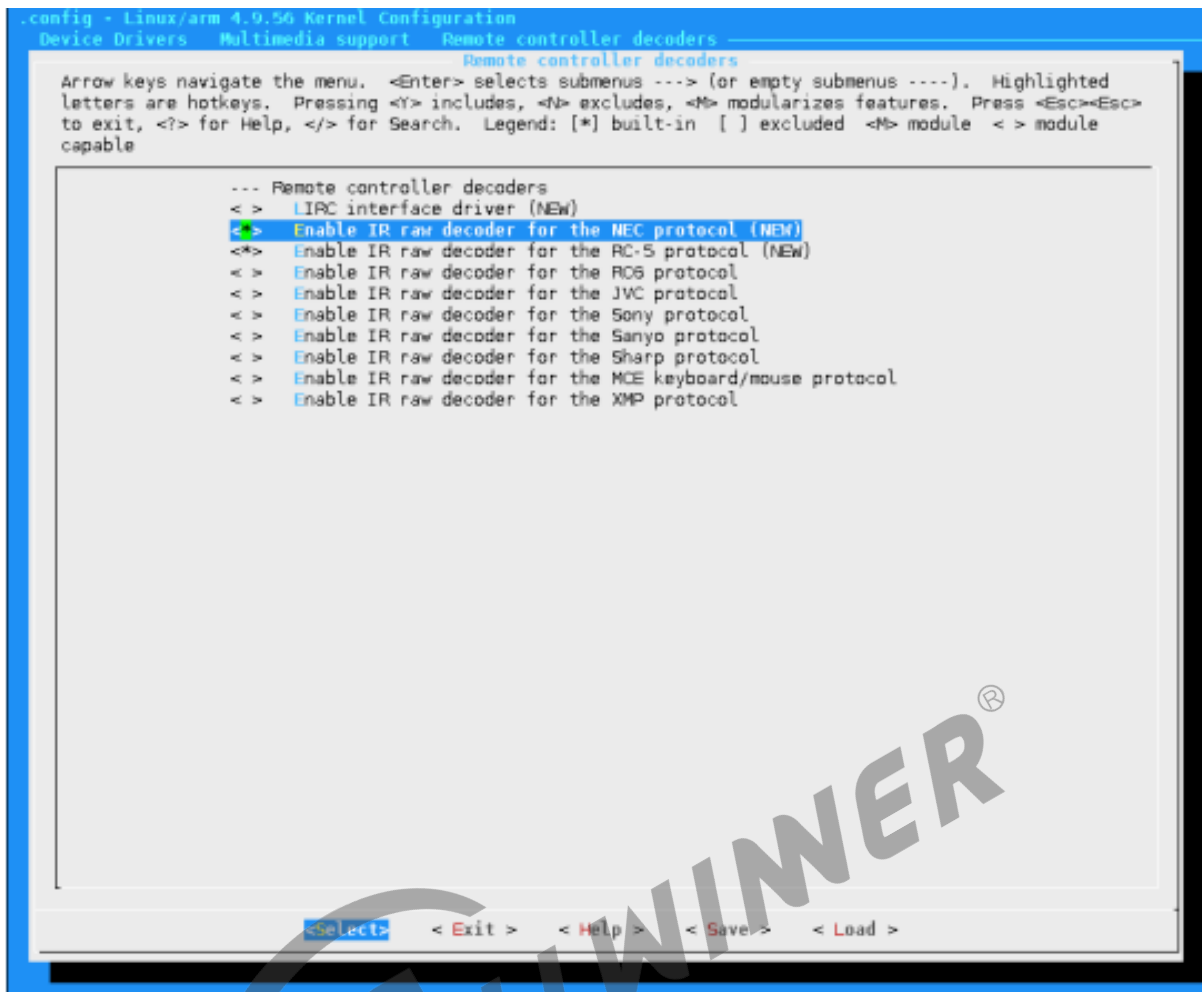 .config - Linux/arm 4.9.56 Kernel Configuration
Device Drivers Multimedia support Remote controller decoders
Remote controller decoders
Arrow keys navigate the menu. <Enter> selects submenus ---> (or empty submenus ----). Highlighted
letters are hotkeys. Pressing <Y> includes, <N> excludes, <M> modularizes features. Press <Esc><Esc>
to exit, <?> for Help, </> for Search. Legend: [*] built-in [ ] excluded <M> module < > module
capable
--- Remote controller decoders
< > LIRC interface driver (NEW)
<*> Enable IR raw decoder for the NEC protocol (NEW)
<*> Enable IR raw decoder for the RC-5 protocol (NEW)
< > Enable IR raw decoder for the RC6 protocol
< > Enable IR raw decoder for the JVC protocol
< > Enable IR raw decoder for the Sony protocol
< > Enable IR raw decoder for the Sanyo protocol
< > Enable IR raw decoder for the Sharp protocol
< > Enable IR raw decoder for the MCE keyboard/mouse protocol
< > Enable IR raw decoder for the XMP protocol
<Select> < Exit > < Help > < Save > < Load >